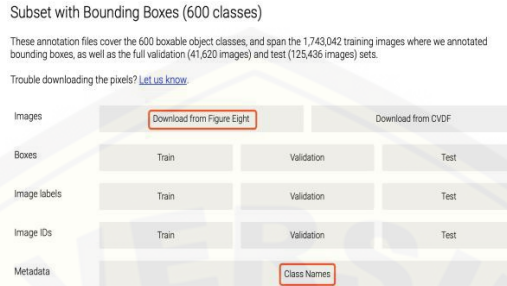 Subset with Bounding Boxes (600 classes)
These annotation files cover the 600 boxable object classes, and span the 1,743,042 training images where we annotated
bounding boxes, as well as the full validation (41,620 images) and test (125,436 images) sets.
Trouble downloading the pixels? Let us know.
Images Download from Figure Eight Download from CVDF
Boxes Train Validation Test
Image labels Train Validation Test
Image IDs Train Validation Test
Metadata Class Names